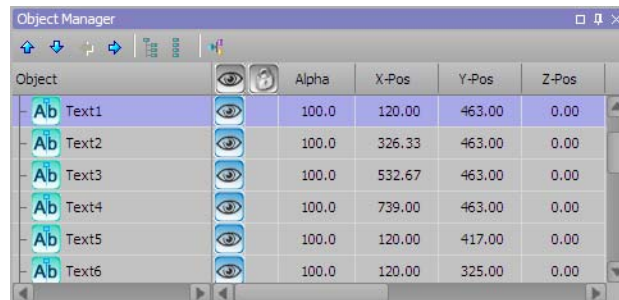 Object Manager
Object Alpha X-Pos Y-Pos Z-Pos
Ab Text1 100.0 120.00 463.00 0.00
Ab Text2 100.0 326.33 463.00 0.00
Ab Text3 100.0 532.67 463.00 0.00
Ab Text4 100.0 739.00 463.00 0.00
Ab Text5 100.0 120.00 417.00 0.00
Ab Text6 100.0 120.00 325.00 0.00